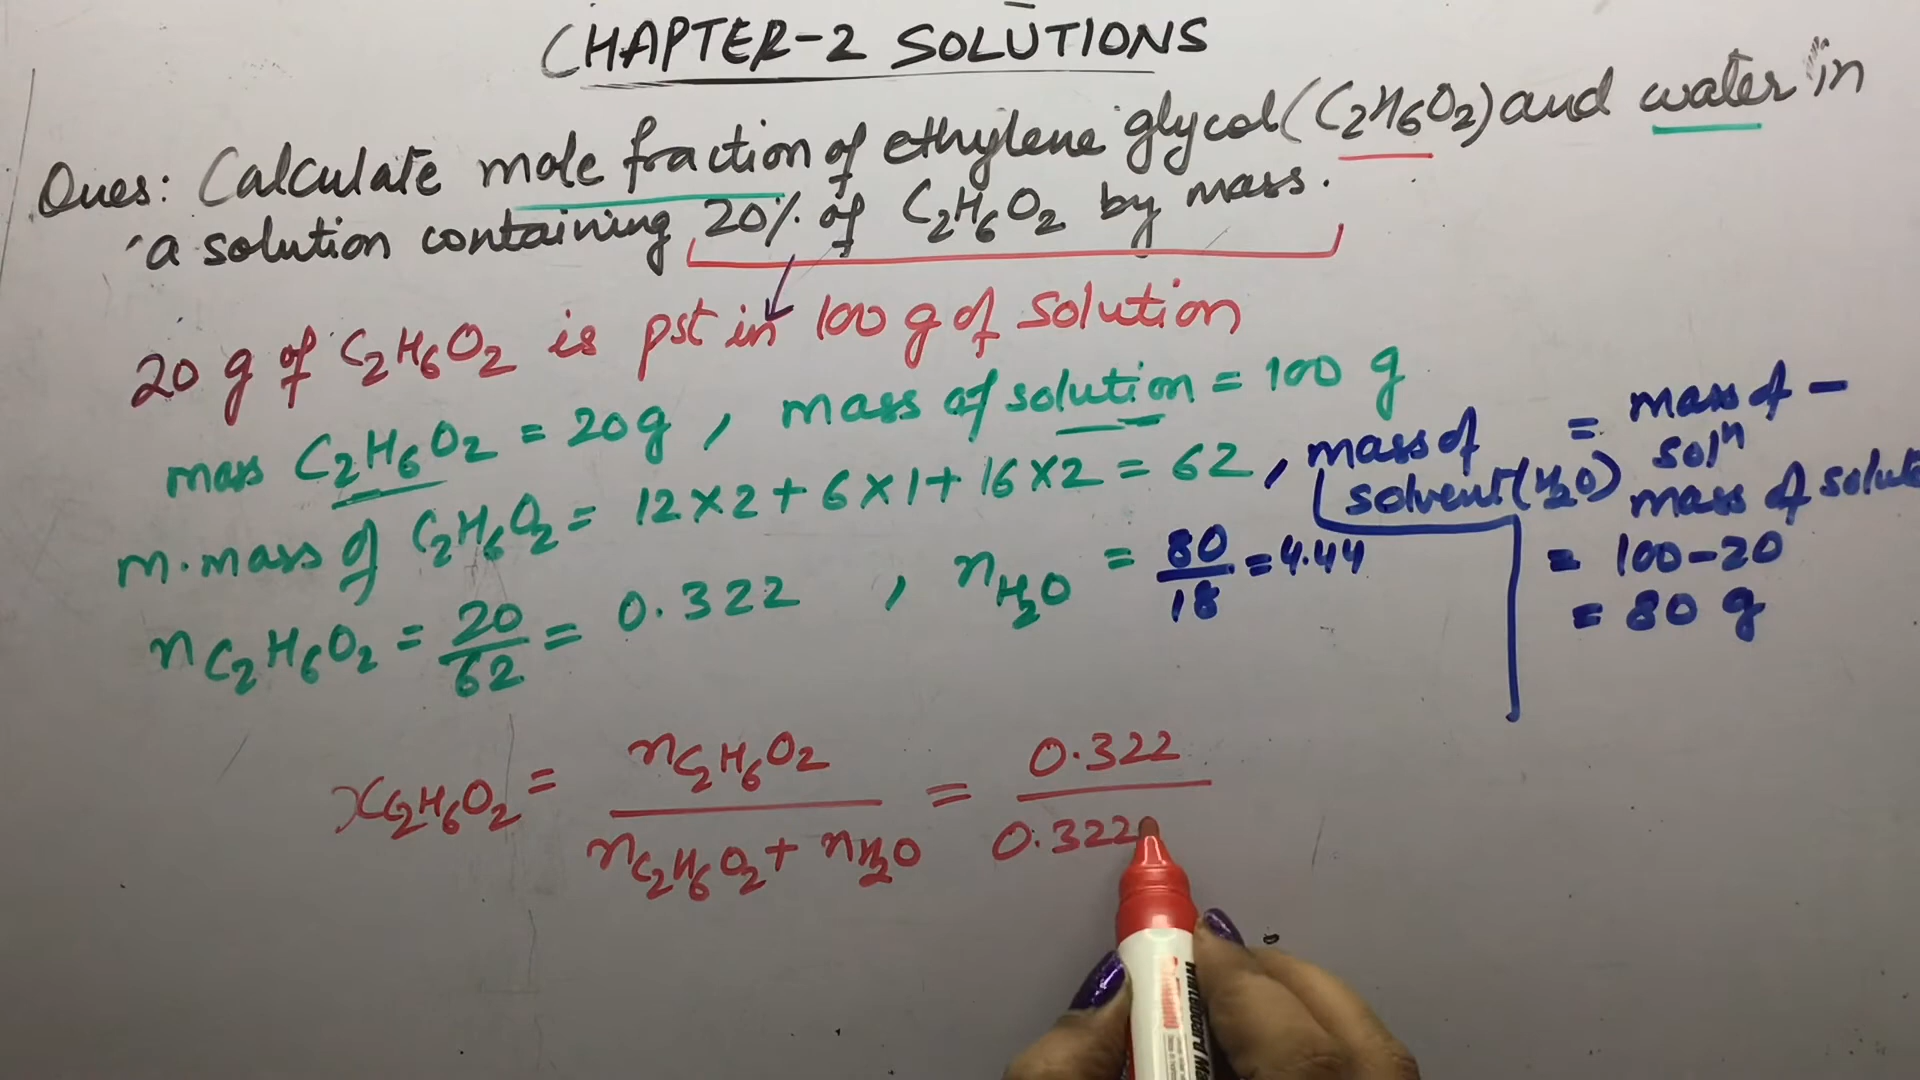 CHAPTER-2 SOLUTIONS
Ques: Calculate mole fraction of ethylene glycol (C2H6O2) and water in
a solution containing 20% of C2H6O2 by mass.
20 g of C2H6O2 is pst in 100 g of solution
mass C2H6O2 = 20g, mass of solution = 100 g
m.mass of C2H6O2 = 12×2+6×1+16×2 = 62,
mass of solvent (H2O) = mass of soln - mass of solute
= 100-20
= 80 g
nC2H6O2 = 20/62 = 0.322, nH2O = 80/18 = 4.44
xC2H6O2 = nC2H6O2/nC2H6O2 + nH2O = 0.322/0.322